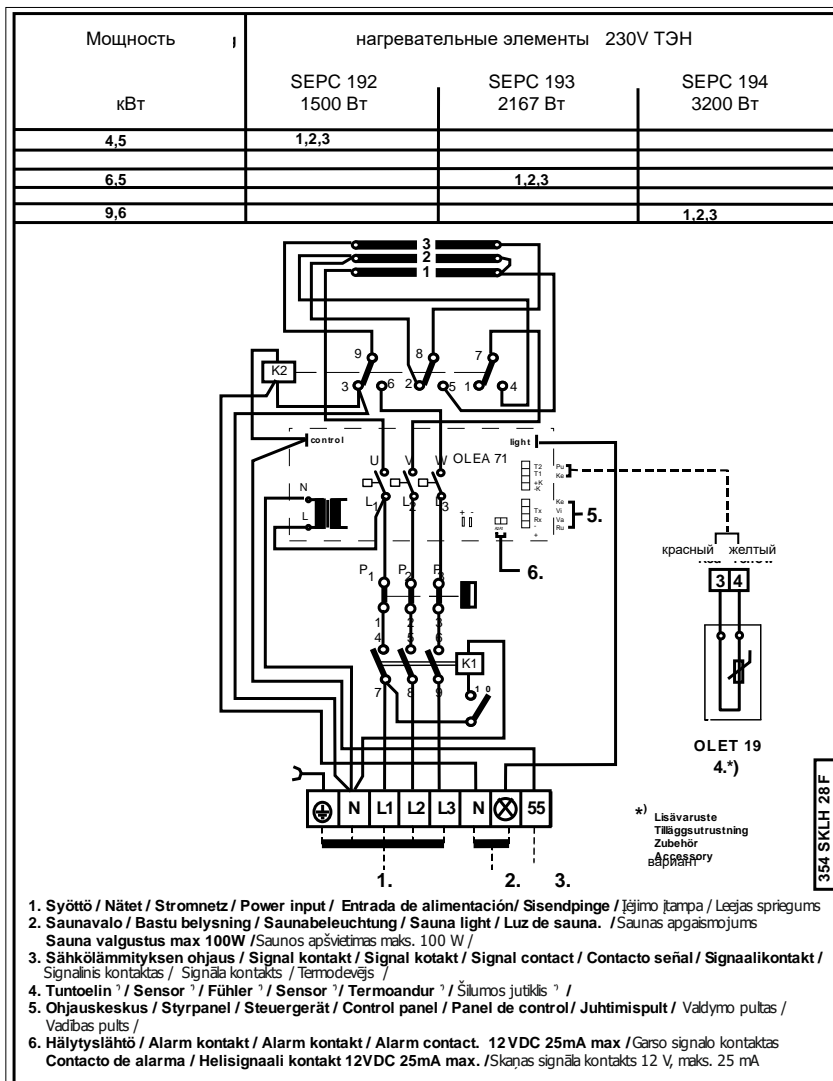 Мощность
нагревательные элементы 230V ТЭН
кВт
SEPC 192
1500 Вт
SEPC 193
2167 Вт
SEPC 194
3200 Вт
4,5 1,2,3
6,5 1,2,3
9,6 1,2,3
3
2
1
9 8 7
K2
3 6 2 5 1 4
control
light
U V W OLEA 71
N
L
L1 L2 L3
+ -
T2
T1
+K
-K
Pu
Ke
Tx
Rx
-
+
Ke
Vi
Va
Ru
5.
6.
красный желтый
3 4
P1 P2 P3
1 2 3
4 5 6
K1
7 8 9
1 0
OLET 19
4.*)
N L1 L2 L3 N 55
1. 2. 3.
*) Lisävaruste
Tilläggsutrustning
Zubehör
Accessory
вариант
354 SKLH 28 F
1. Syöttö / Nätet / Stromnetz / Power input / Entrada de alimentación/ Sisendpinge / Įėjimo įtampa / Leejas spriegums
2. Saunavalo / Bastu belysning / Saunabeleuchtung / Sauna light / Luz de sauna. / Saunas apgaismojums
Sauna valgustus max 100W / Saunos apšvietimas maks. 100 W /
3. Sähkölämmityksen ohjaus / Signal kontakt / Signal kotakt / Signal contact / Contacto señal / Signaalikontakt /
Signalinis kontaktas / Signāla kontakts / Termodevējs /
4. Tuntoelin *) / Sensor *) / Fühler *) / Sensor *) / Termoandur *) / Šilumos jutiklis *) /
5. Ohjauskeskus / Styrpanel / Steuergerät / Control panel / Panel de control / Juhtimispult / Valdymo pultas /
Vadības pults /
6. Hälytyslähtö / Alarm kontakt / Alarm kontakt / Alarm contact. 12VDC 25mA max / Garso signalo kontaktas
Contacto de alarma / Helisignaali kontakt 12VDC 25mA max. / Skaņas signāla kontakts 12 V, maks. 25 mA